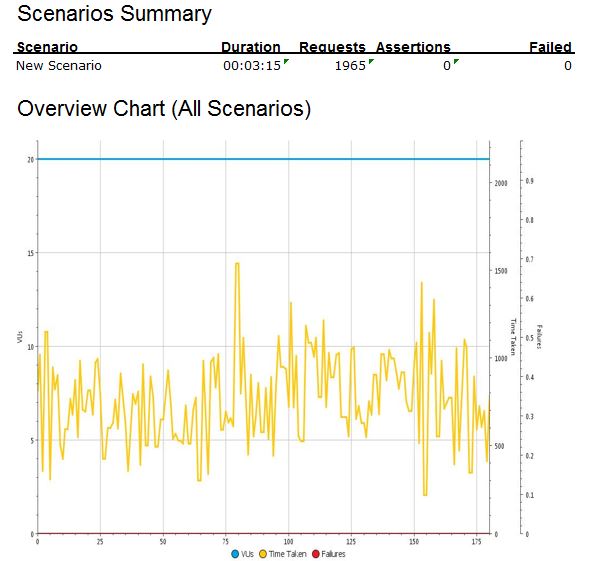 Scenarios Summary
Scenario Duration Requests Assertions Failed
New Scenario 00:03:15 1965 0 0
Overview Chart (All Scenarios)
20 2000 0.9
0.8
15 1500 0.7
0.6
VUs 10 1000 Time Taken 0.5 Failures
0.4
5 500 0.3
0.2
0.1
0 0 0
0 25 50 75 100 125 150 175
VUs Time Taken Failures